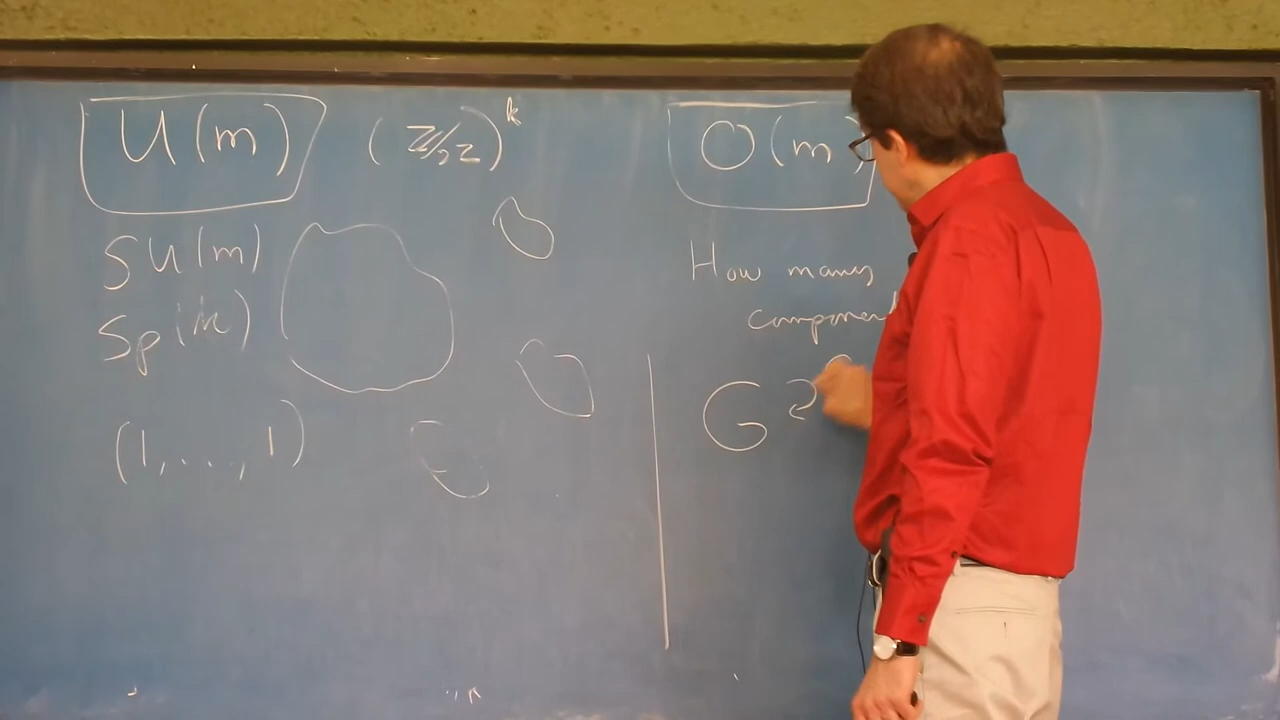 U(m) (Z/2Z)^k
SU(m)
Sp(k)
(1, ..., 1)
O(m)
How many
component
G